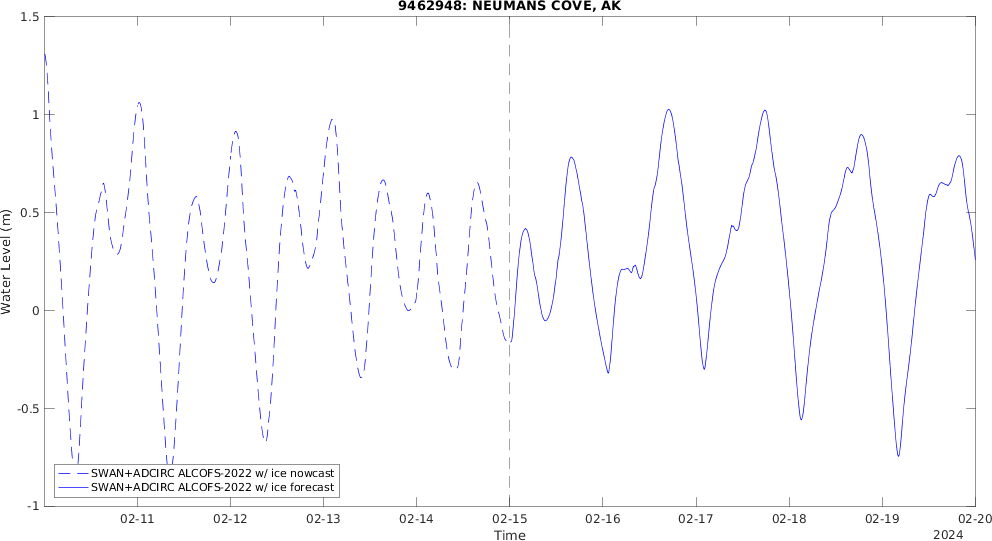 9462948: NEUMANS COVE, AK
1.5
1
0.5
0
-0.5
-1
Water Level (m)
SWAN+ADCIRC ALCOFS-2022 w/ ice nowcast
SWAN+ADCIRC ALCOFS-2022 w/ ice forecast
02-11 02-12 02-13 02-14 02-15 02-16 02-17 02-18 02-19 02-20
Time
2024